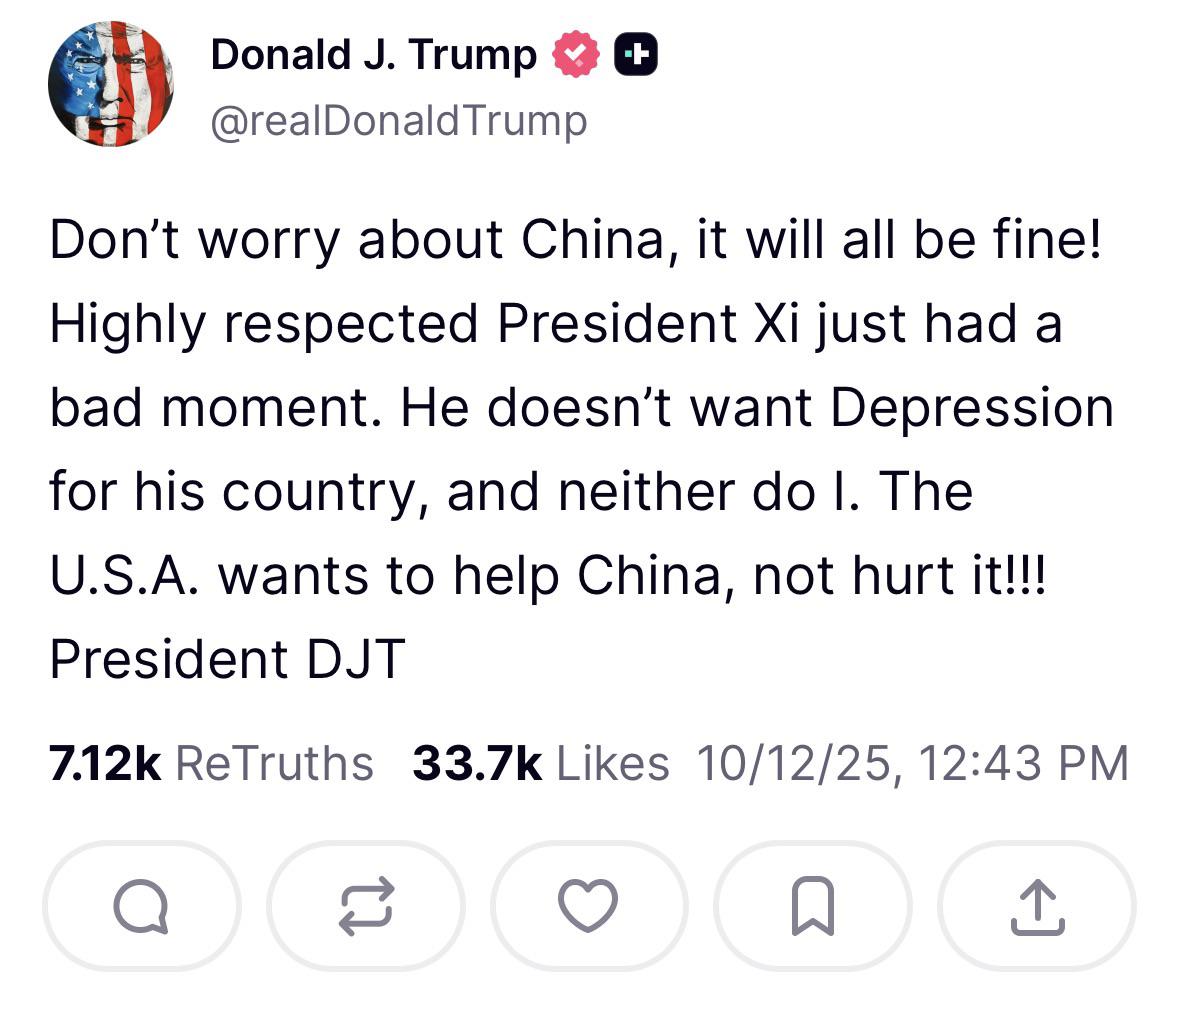 Donald J. Trump
@realDonaldTrump
Don’t worry about China, it will all be fine!
Highly respected President Xi just had a
bad moment. He doesn’t want Depression
for his country, and neither do I. The
U.S.A. wants to help China, not hurt it!!!
President DJT
7.12k ReTruths 33.7k Likes 10/12/25, 12:43 PM